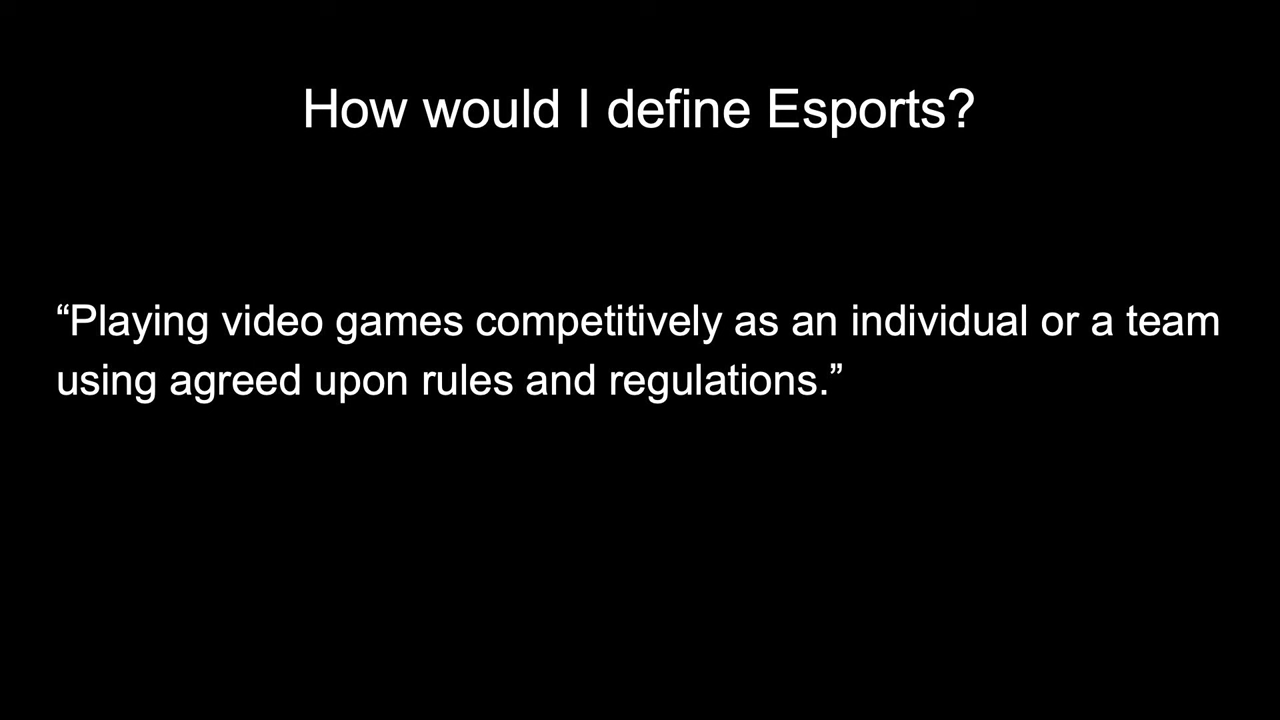 How would I define Esports?
“Playing video games competitively as an individual or a team
using agreed upon rules and regulations.”